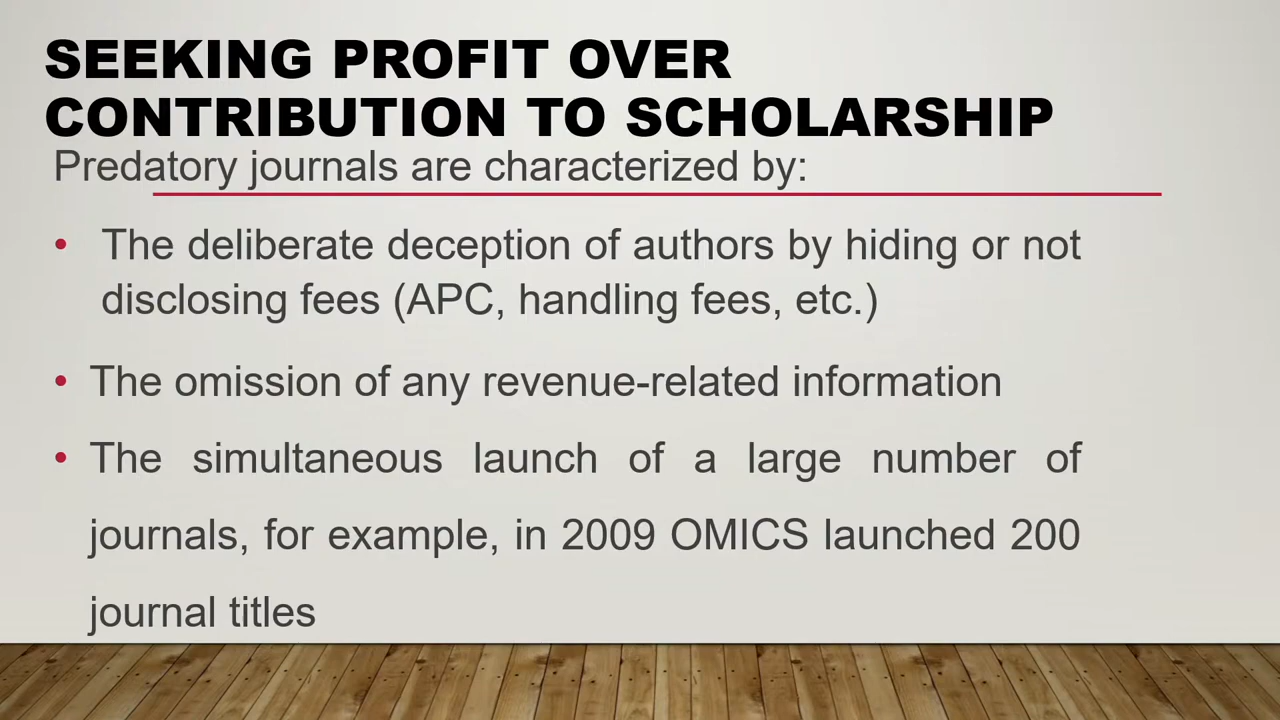 SEEKING PROFIT OVER
CONTRIBUTION TO SCHOLARSHIP
Predatory journals are characterized by:
• The deliberate deception of authors by hiding or not
disclosing fees (APC, handling fees, etc.)
• The omission of any revenue-related information
• The simultaneous launch of a large number of
journals, for example, in 2009 OMICS launched 200
journal titles